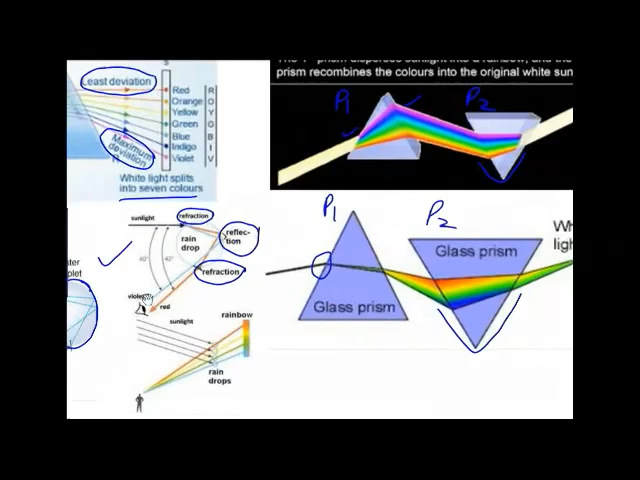 Least deviation
S
Red
R
Orange
O
Yellow
Y
Green
G
Blue
B
Indigo
I
Violet
V
Maximum
deviation
White light splits
into seven colours
prism disperses sunlight into a rainbow, and the
prism recombines the colours into the original white sun
P1
P2
sunlight
refraction
reflec-
tion
rain
drop
40°
42°
refraction
violet
red
sunlight
rainbow
rain
drops
plet
P1
P2
Glass prism
Glass prism
Wh
ligh